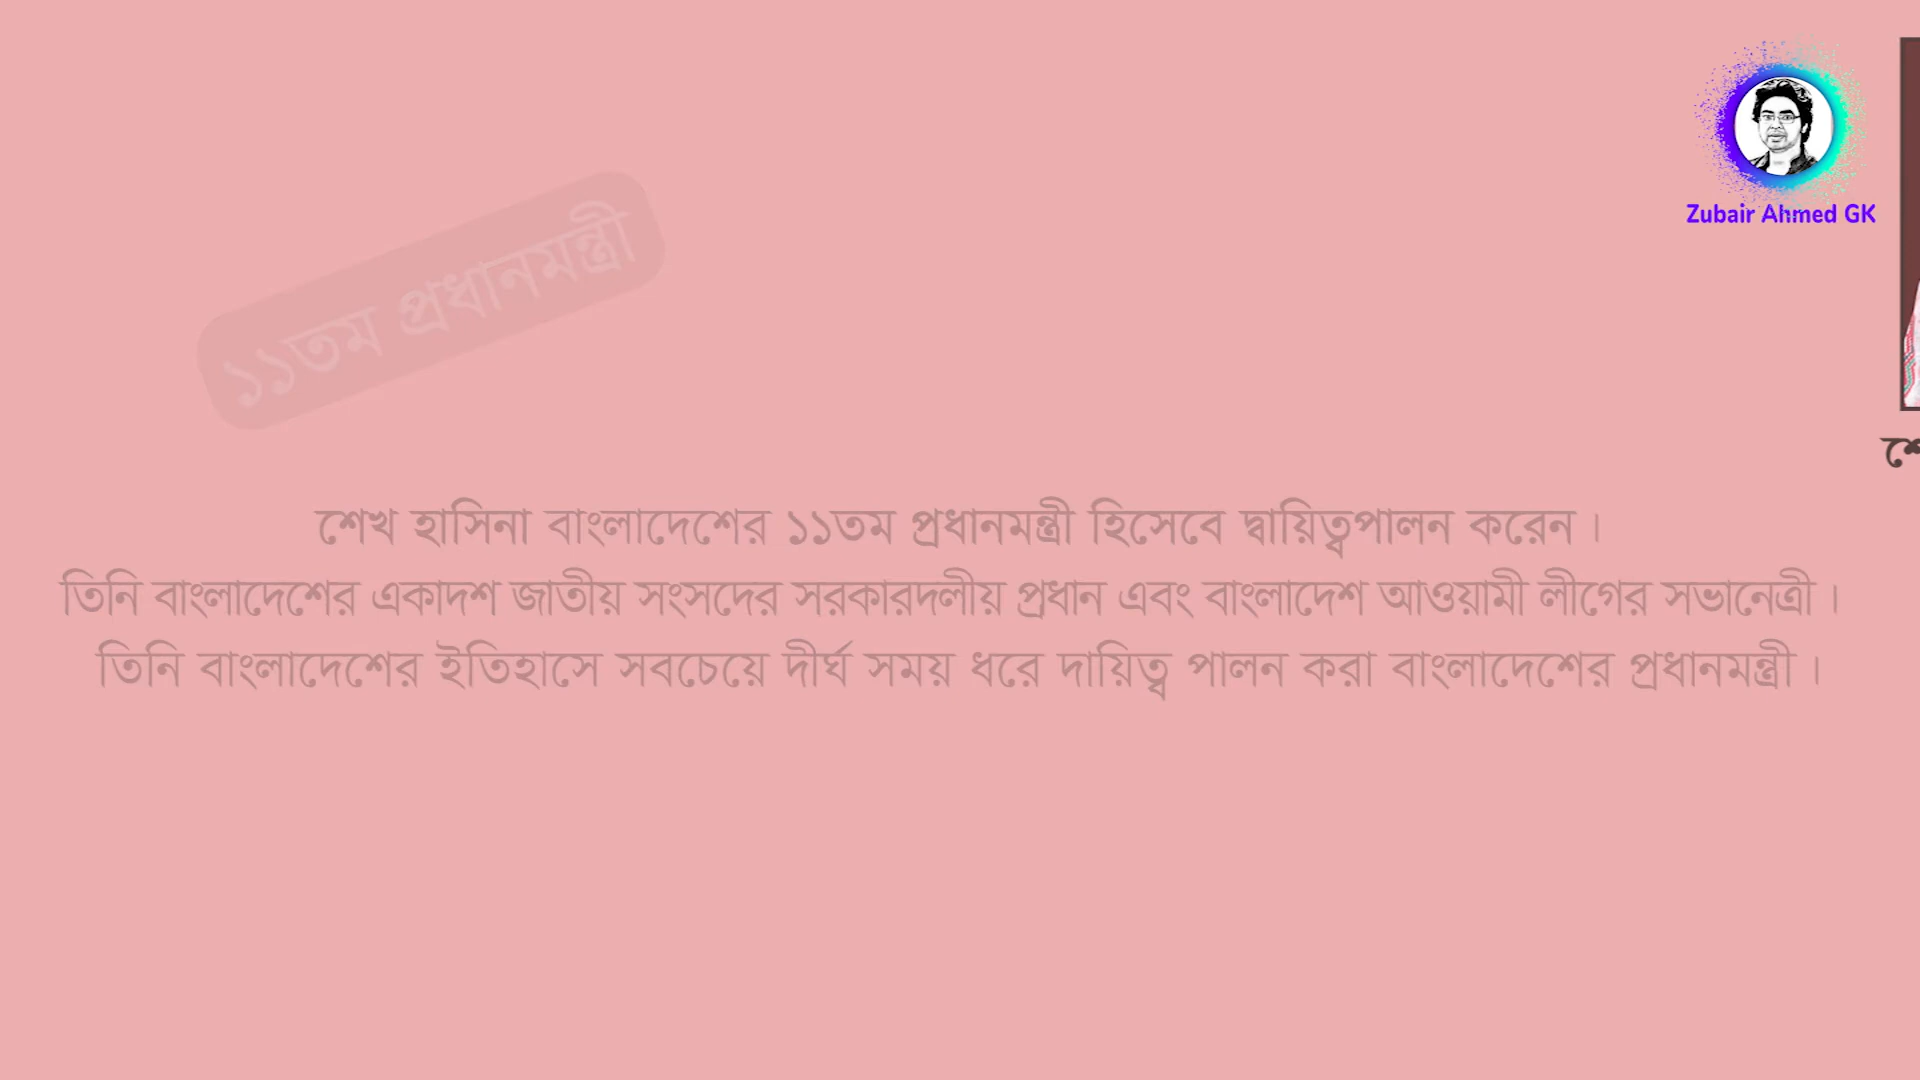 Zubair Ahmed GK
১১তম প্রধানমন্ত্রী
শে
শেখ হাসিনা বাংলাদেশের ১১তম প্রধানমন্ত্রী হিসেবে দ্বায়িত্বপালন করেন।
তিনি বাংলাদেশের একাদশ জাতীয় সংসদের সরকারদলীয় প্রধান এবং বাংলাদেশ আওয়ামী লীগের সভানেত্রী।
তিনি বাংলাদেশের ইতিহাসে সবচেয়ে দীর্ঘ সময় ধরে দায়িত্ব পালন করা বাংলাদেশের প্রধানমন্ত্রী।